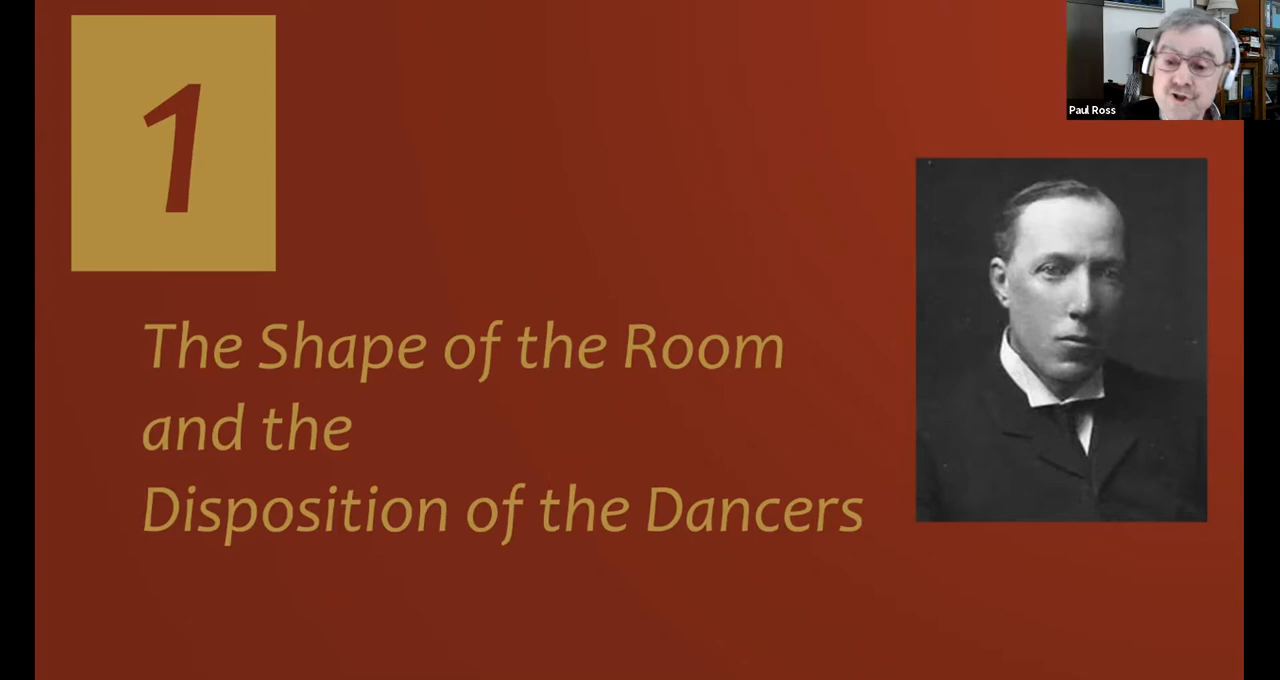 1
Paul Ross
The Shape of the Room
and the
Disposition of the Dancers